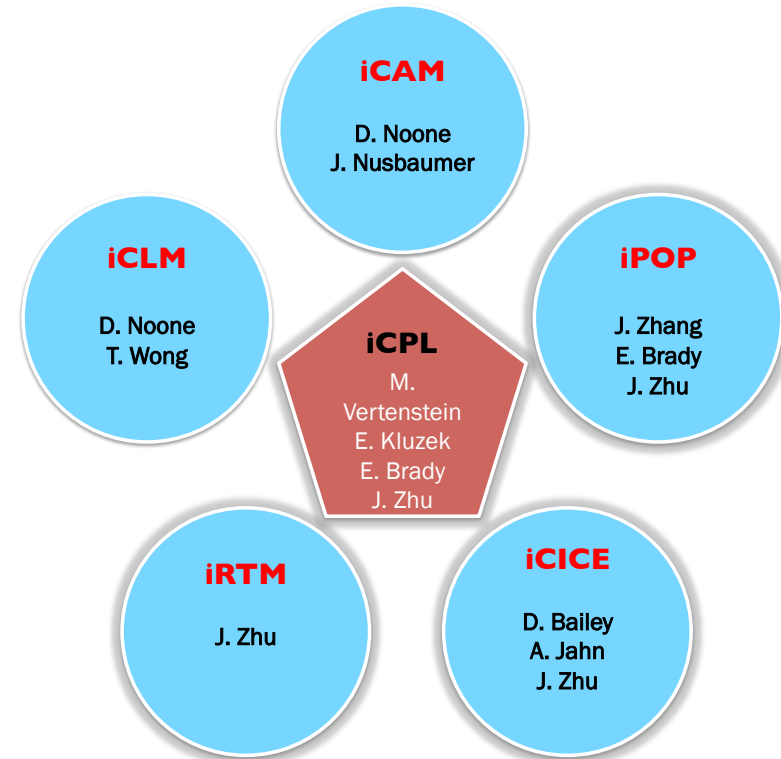 iCAM
D. Noone
J. Nusbaumer
iCLM
D. Noone
T. Wong
iPOP
J. Zhang
E. Brady
J. Zhu
iCPL
M.
Vertenstein
E. Kluzek
E. Brady
J. Zhu
iRTM
J. Zhu
iCICE
D. Bailey
A. Jahn
J. Zhu